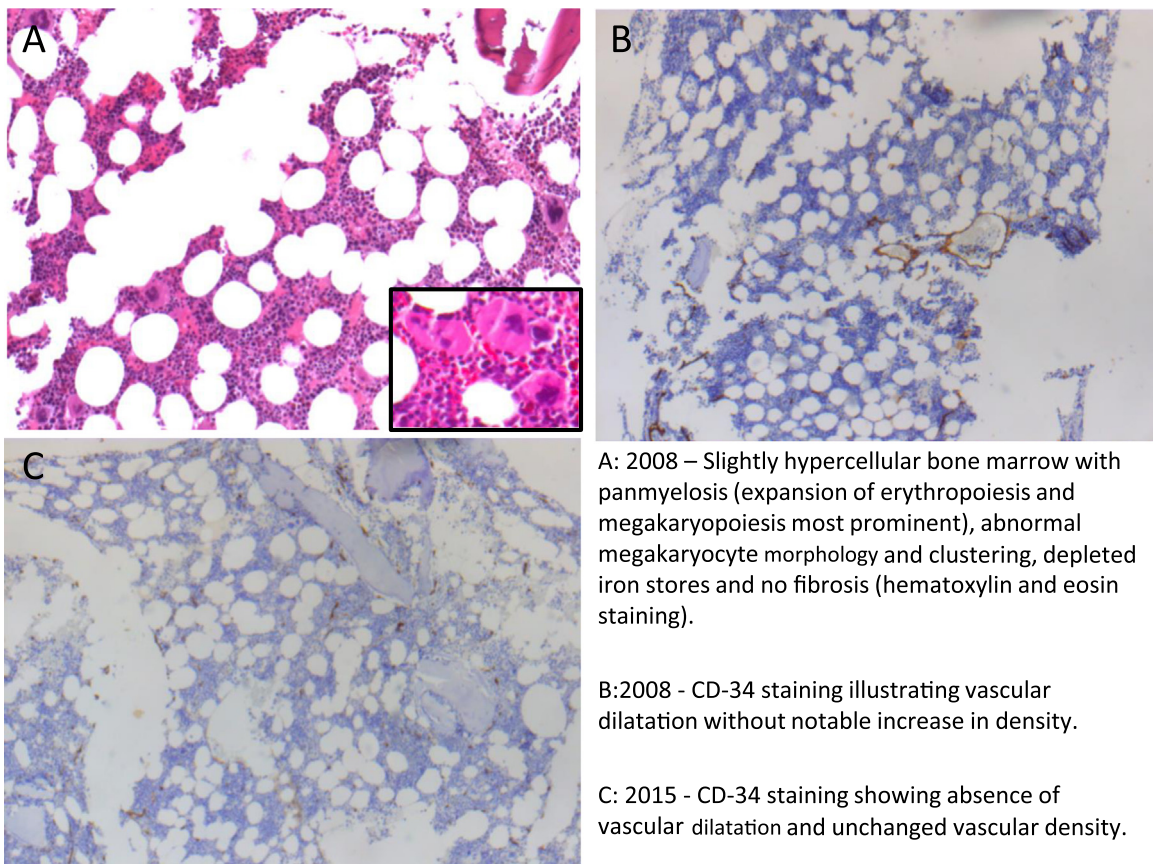 A
B
C
A: 2008 – Slightly hypercellular bone marrow with
panmyelosis (expansion of erythropoiesis and
megakaryopoiesis most prominent), abnormal
megakaryocyte morphology and clustering, depleted
iron stores and no fibrosis (hematoxylin and eosin
staining).
B:2008 - CD-34 staining illustrating vascular
dilatation without notable increase in density.
C: 2015 - CD-34 staining showing absence of
vascular dilatation and unchanged vascular density.